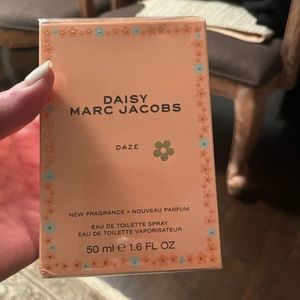 DAISY
MARC JACOBS
DAZE
NEW FRAGRANCE • NOUVEAU PARFUM
EAU DE TOILETTE SPRAY
EAU DE TOILETTE VAPORISATEUR
50 ml ℮ 1.6 FL OZ